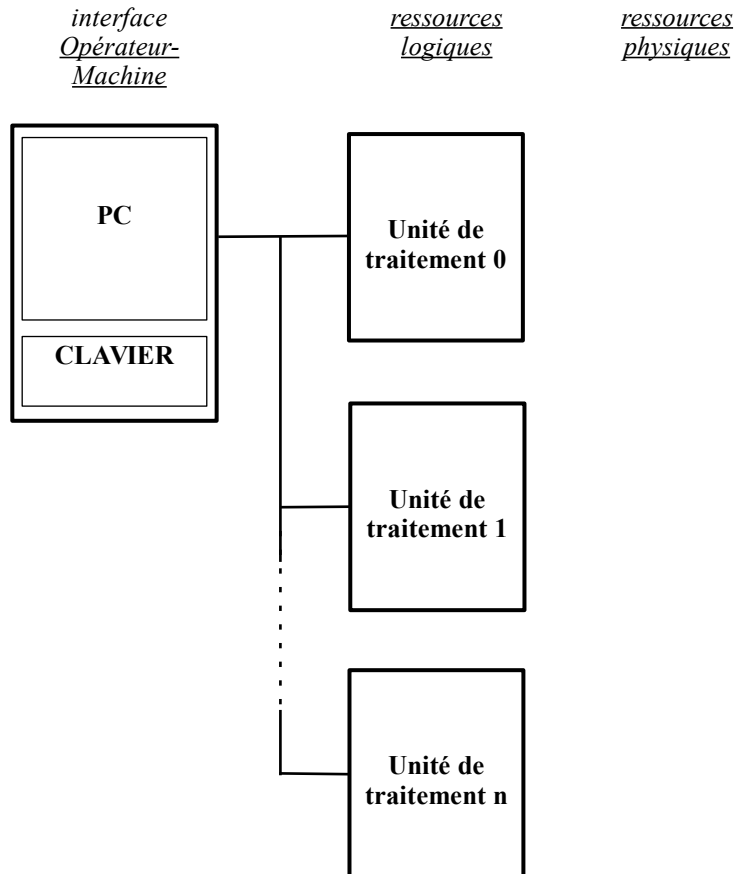 interface
Opérateur-
Machine
ressources
logiques
ressources
physiques
PC
CLAVIER
Unité de
traitement 0
Unité de
traitement 1
Unité de
traitement n